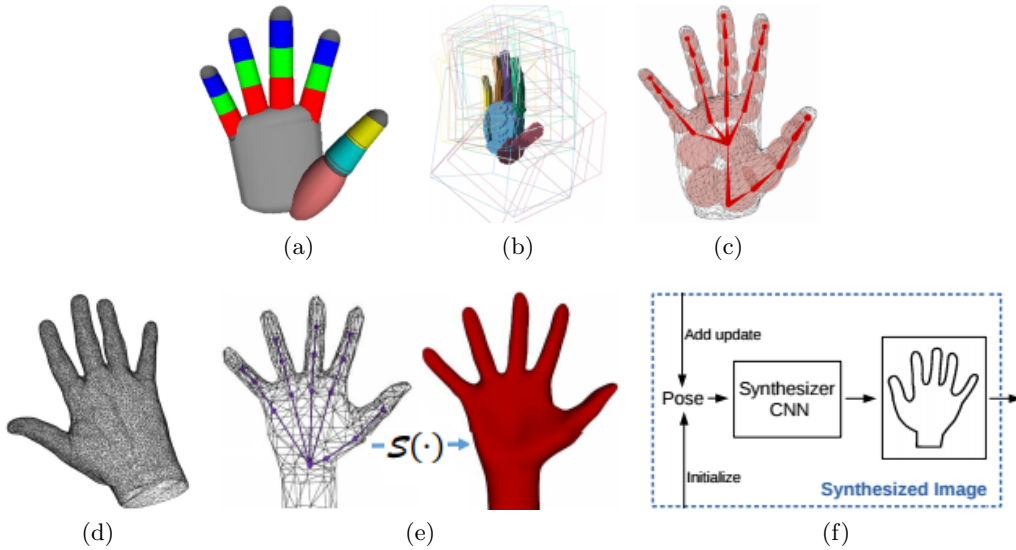 (a)
(b)
(c)
Add update
Pose
Synthesizer
CNN
Initialize
Synthesized Image
S(·)
(d)
(e)
(f)